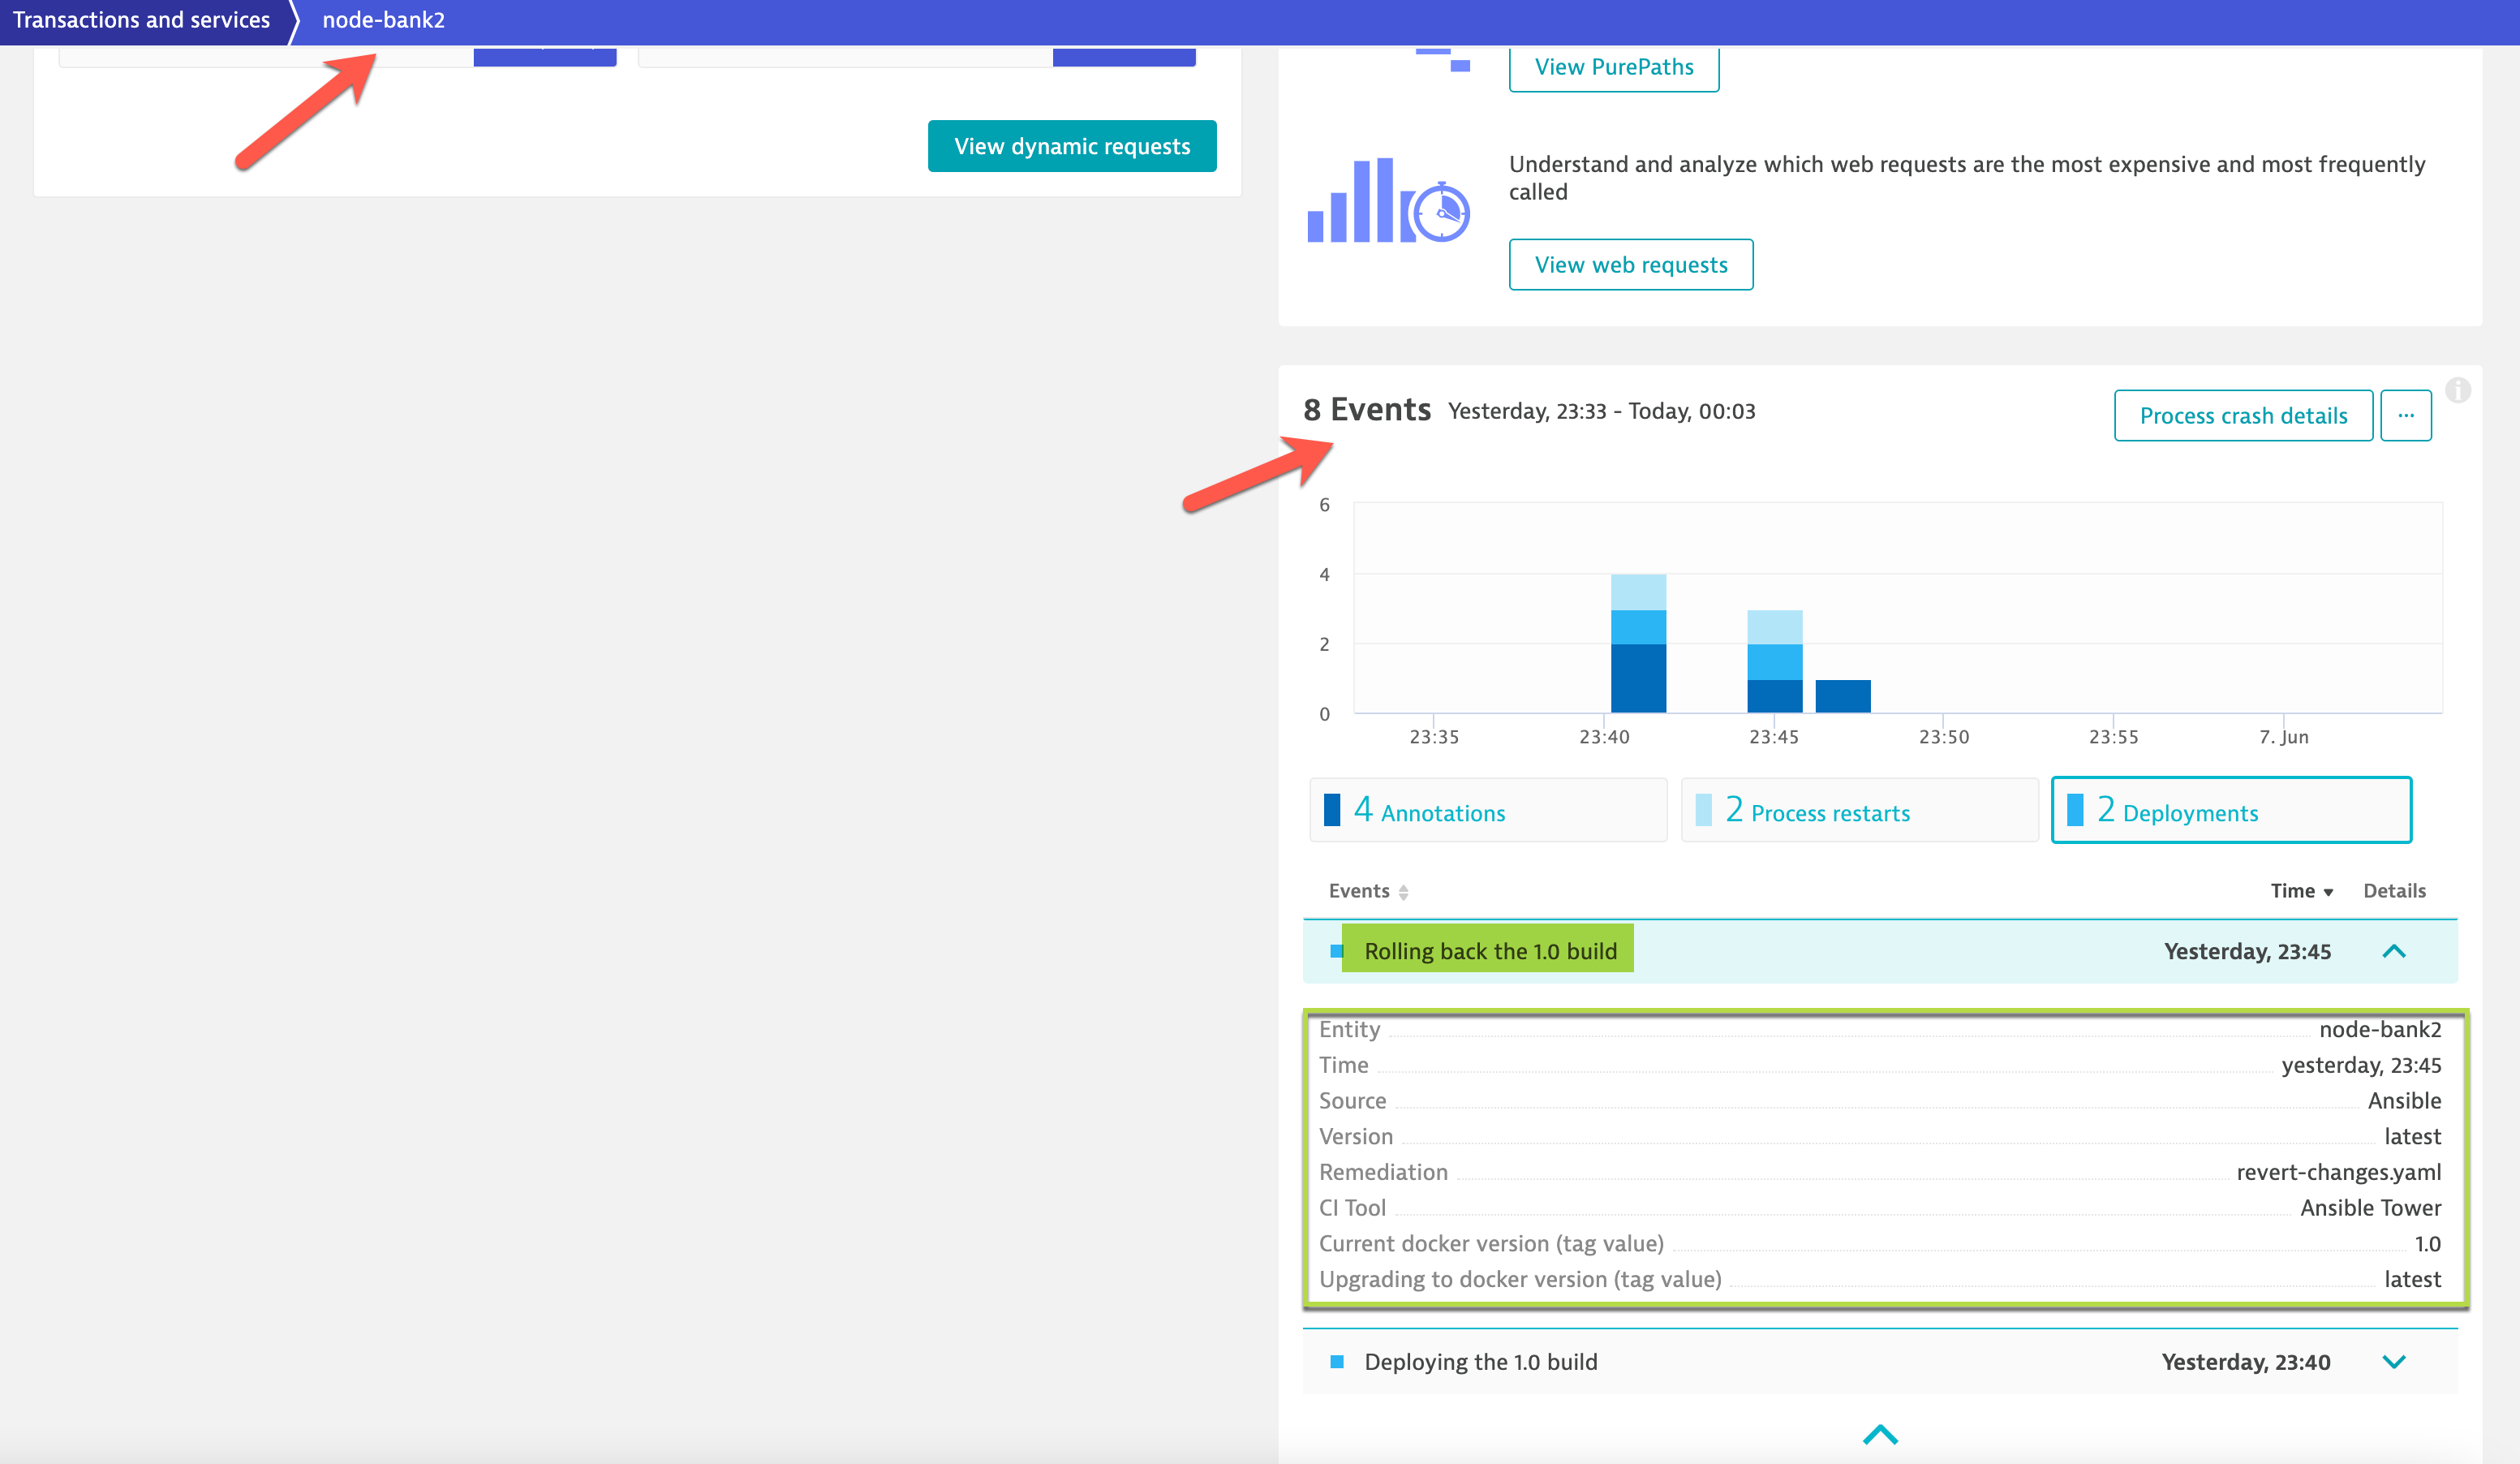 Transactions and services
node-bank2
View dynamic requests
View PurePaths
Understand and analyze which web requests are the most expensive and most frequently
called
View web requests
8 Events Yesterday, 23:33 - Today, 00:03
Process crash details
...
6
4
2
0
23:35 23:40 23:45 23:50 23:55 7. Jun
4 Annotations
2 Process restarts
2 Deployments
Events Time Details
Rolling back the 1.0 build Yesterday, 23:45
Entity node-bank2
Time yesterday, 23:45
Source Ansible
Version latest
Remediation revert-changes.yaml
CI Tool Ansible Tower
Current docker version (tag value) 1.0
Upgrading to docker version (tag value) latest
Deploying the 1.0 build Yesterday, 23:40